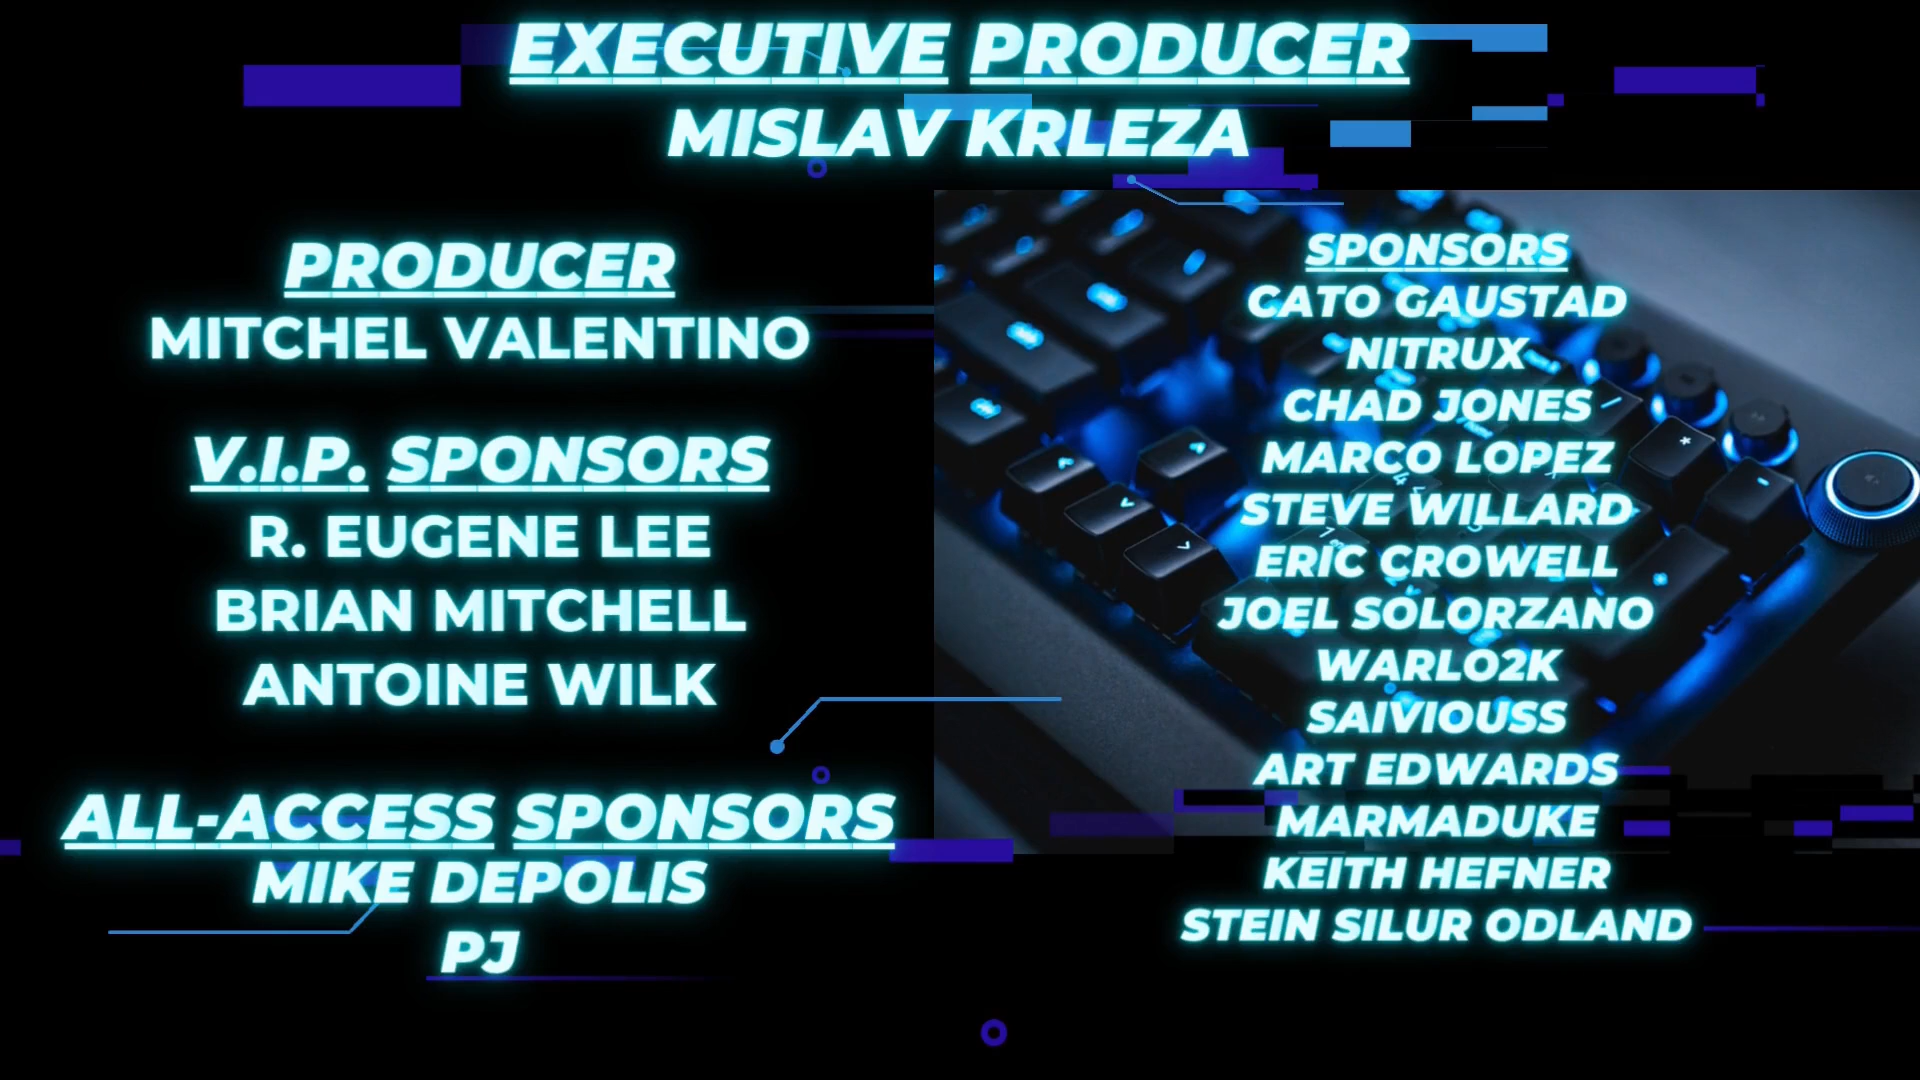 EXECUTIVE PRODUCER
MISLAV KRLEZA
PRODUCER
MITCHEL VALENTINO
V.I.P. SPONSORS
R. EUGENE LEE
BRIAN MITCHELL
ANTOINE WILK
ALL-ACCESS SPONSORS
MIKE DEPOLIS
PJ
SPONSORS
CATO GAUSTAD
NITRUX
CHAD JONES
MARCO LOPEZ
STEVE WILLARD
ERIC CROWELL
JOEL SOLORZANO
WARLO2K
SAIVIOUSS
ART EDWARDS
MARMADUKE
KEITH HEFNER
STEIN SILUR ODLAND